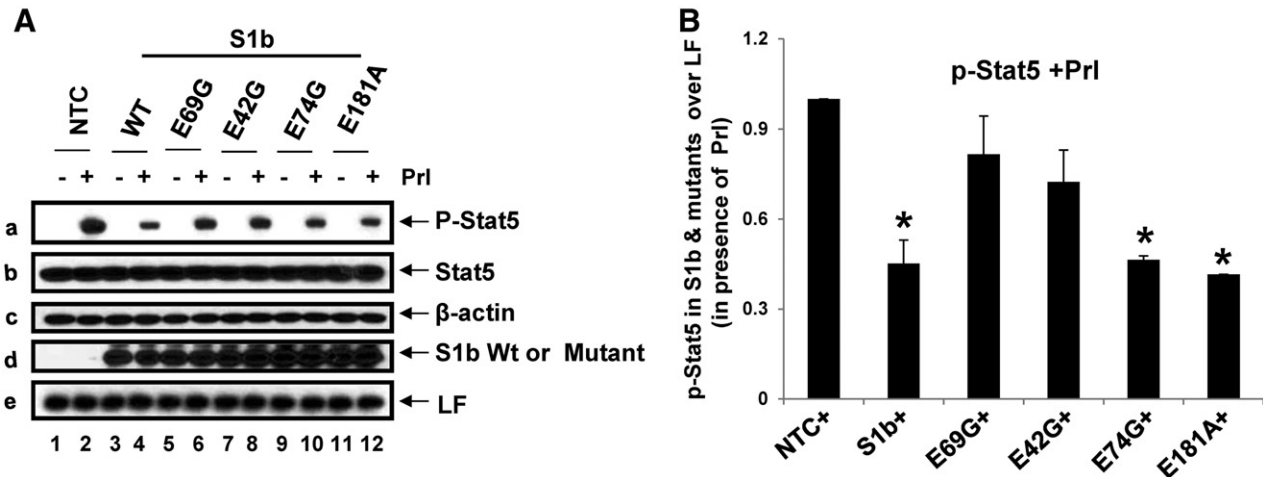 A
S1b
NTC
WT
E69G
E42G
E74G
E181A
- + - + - + - + - + - + Prl
a ← P-Stat5
b ← Stat5
c ← β-actin
d ← S1b Wt or Mutant
e ← LF
1 2 3 4 5 6 7 8 9 10 11 12
B
p-Stat5 in S1b & mutants over LF
(in presence of Prl)
p-Stat5 +Prl
1.2
0.9
0.6
0.3
0
*
*
*
NTC+
S1b+
E69G+
E42G+
E74G+
E181A+